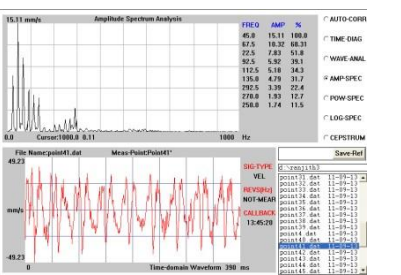 15.11 mm/s Amplitude Spectrum Analysis
FREQ AMP %
45.0 15.11 100.0
67.5 10.32 68.31
22.5 7.83 51.8
92.5 5.92 39.1
112.5 5.18 34.3
135.0 4.79 31.7
292.5 3.39 22.4
270.0 1.93 12.7
250.0 1.74 11.5
0.0 Cursor:1000.0 0.11 1000 Hz
AUTO-CORR
TIME-DIAG
WAVE-ANAL
AMP-SPEC
POW-SPEC
LOG-SPEC
CEPSTRUM
Save-Ref
File Name:point41.dat Meas-Point:Point41*
49.23
mm/s
-49.23
0 Time-domain Waveform 390 ms
SIG-TYPE
VEL
REVS(Hz)
NOT-MEAR
CALLBACK
13:45:20
d:\ranjith3
point31.dat 11-09-13
point32.dat 11-09-13
point33.dat 11-09-13
point34.dat 11-09-13
point35.dat 11-09-13
point36.dat 11-09-13
point37.dat 11-09-13
point38.dat 11-09-13
point39.dat 11-09-13
point4.dat 11-09-13
point40.dat 11-09-13
point41.dat 11-09-13
point42.dat 11-09-13
point43.dat 11-09-13
point44.dat 11-09-13
point45.dat 11-09-13